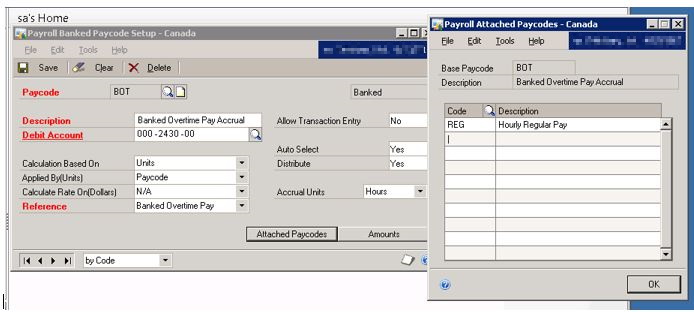 sa's Home
Payroll Banked Paycode Setup - Canada
File Edit Tools Help
Save Clear Delete
Paycode BOT Banked
Description Banked Overtime Pay Accrual Allow Transaction Entry No
Debit Account 000 -2430 -00
Auto Select Yes
Calculation Based On Units Distribute Yes
Applied By(Units) Paycode
Calculate Rate On(Dollars) N/A Accrual Units Hours
Reference Banked Overtime Pay
Attached Paycodes Amounts
by Code
Payroll Attached Paycodes - Canada
File Edit Tools Help
Base Paycode BOT
Description Banked Overtime Pay Accrual
Code Description
REG Hourly Regular Pay
OK